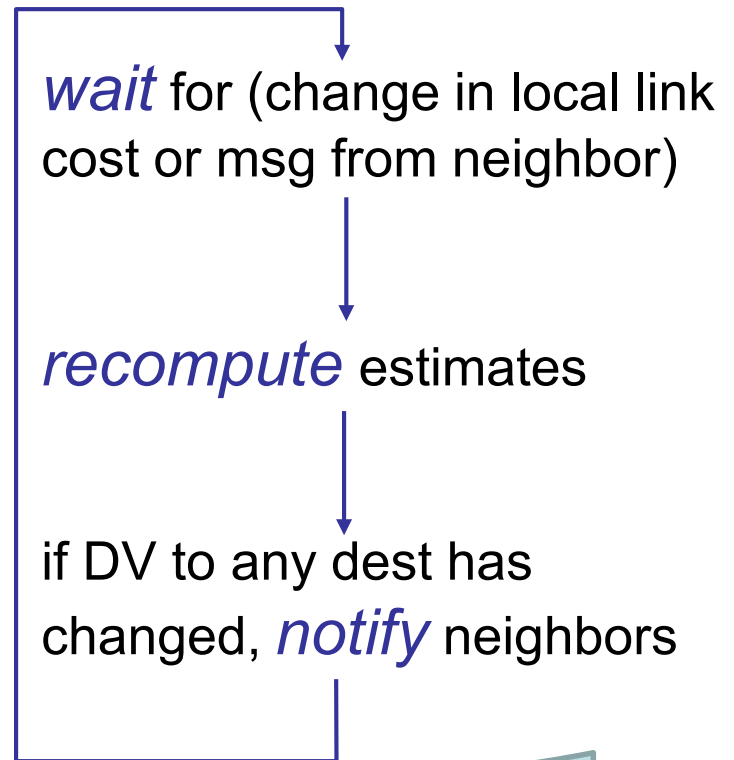 wait for (change in local link
cost or msg from neighbor)
recompute estimates
if DV to any dest has
changed, notify neighbors